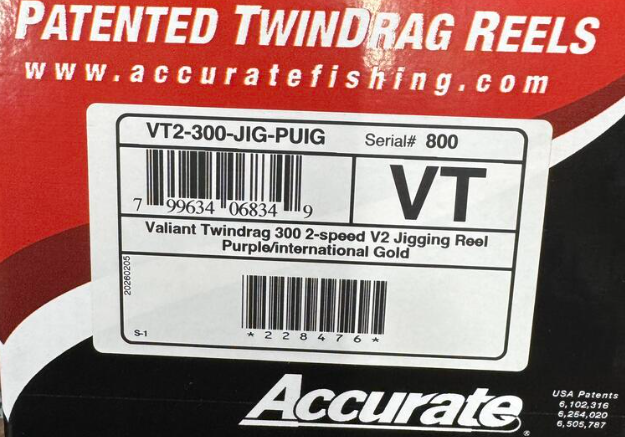 PATENTED TWINDRAG REELS
www.accuratefishing.com
VT2-300-JIG-PUIG Serial# 800
7 99634 06834 9
VT
Valiant Twindrag 300 2-speed V2 Jigging Reel
Purple/international Gold
20260205
*228476*
S-1
Accurate®
USA Patents
6,102,316
6,254,020
6,505,787